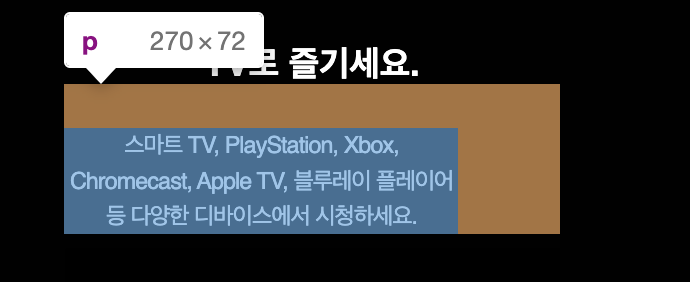 p 270 × 72
TV로 즐기세요.
스마트 TV, PlayStation, Xbox,
Chromecast, Apple TV, 블루레이 플레이어
등 다양한 디바이스에서 시청하세요.